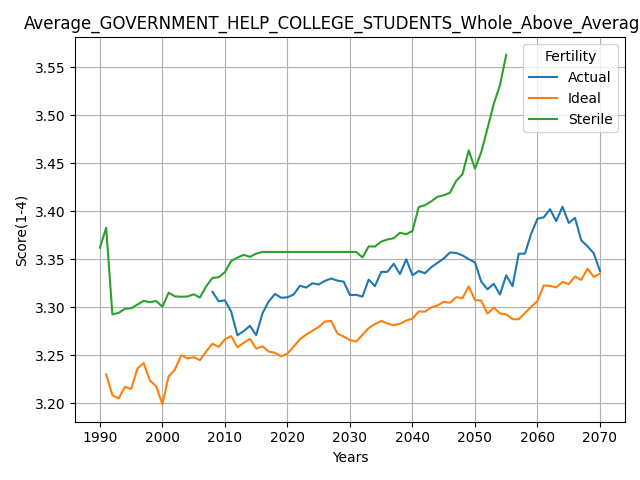 Average_GOVERNMENT_HELP_COLLEGE_STUDENTS_Whole_Above_Averag
Fertility
Actual
Ideal
Sterile
3.55
3.50
3.45
3.40
3.35
3.30
3.25
3.20
Score(1-4)
1990 2000 2010 2020 2030 2040 2050 2060 2070
Years